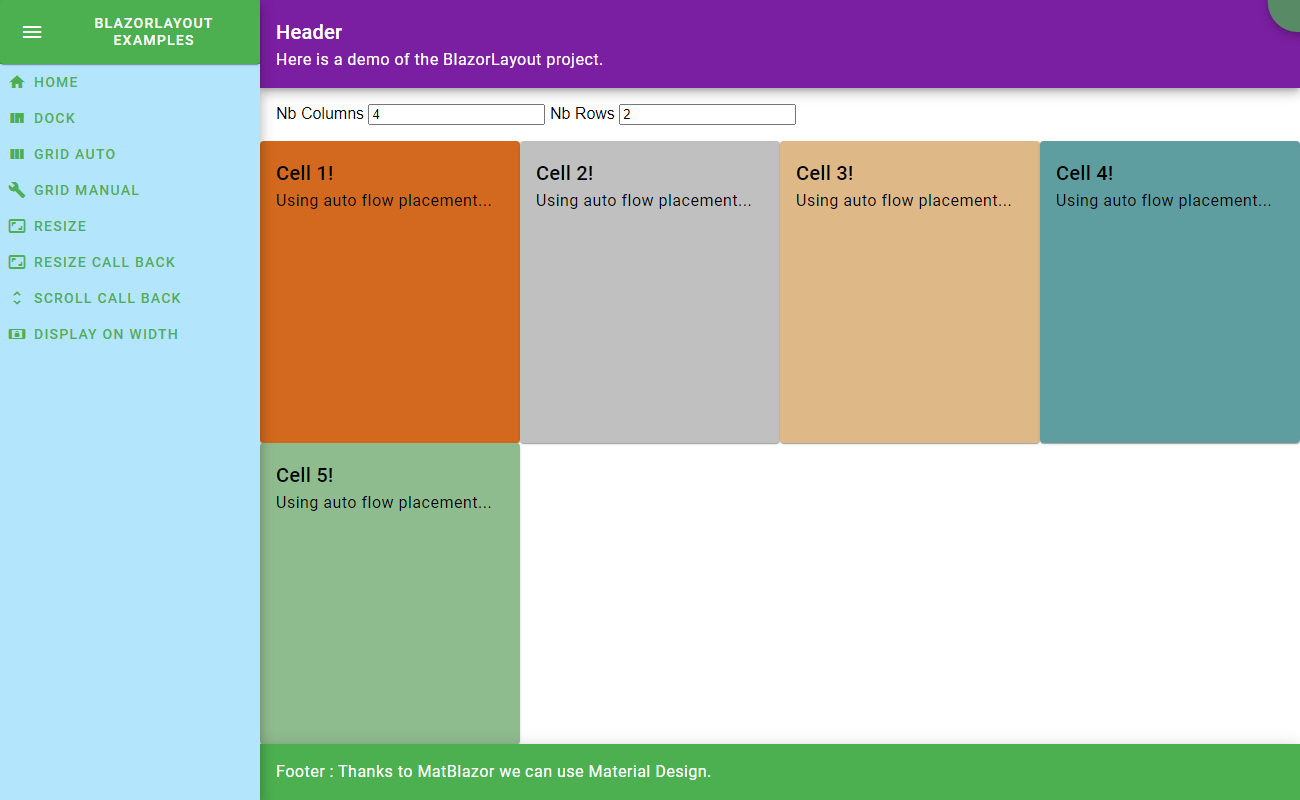 BLAZORLAYOUT
EXAMPLES
HOME
DOCK
GRID AUTO
GRID MANUAL
RESIZE
RESIZE CALL BACK
SCROLL CALL BACK
DISPLAY ON WIDTH
Header
Here is a demo of the BlazorLayout project.
Nb Columns 4 Nb Rows 2
Cell 1!
Using auto flow placement...
Cell 2!
Using auto flow placement...
Cell 3!
Using auto flow placement...
Cell 4!
Using auto flow placement...
Cell 5!
Using auto flow placement...
Footer : Thanks to MatBlazor we can use Material Design.